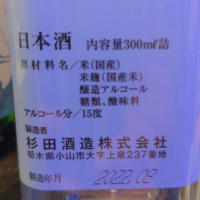 日本酒 内容量300ml詰
原材料名/米(国産)
米麹(国産米)
醸造アルコール
糖類、酸味料
アルコール分/15度
製造者
杉田酒造株式会社
栃木県小山市大字上泉237番地
製造年月 2022.08